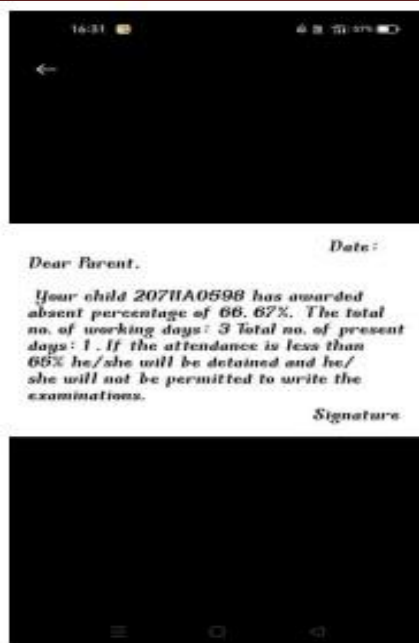 16:31
Date:
Dear Parent.
Your child 20711A0598 has awarded
absent percentage of 66.67%. The total
no. of working days: 3 Total no. of present
days: 1. If the attendance is less than
65% he/she will be detained and he/
she will not be permitted to write the
examinations.
Signature